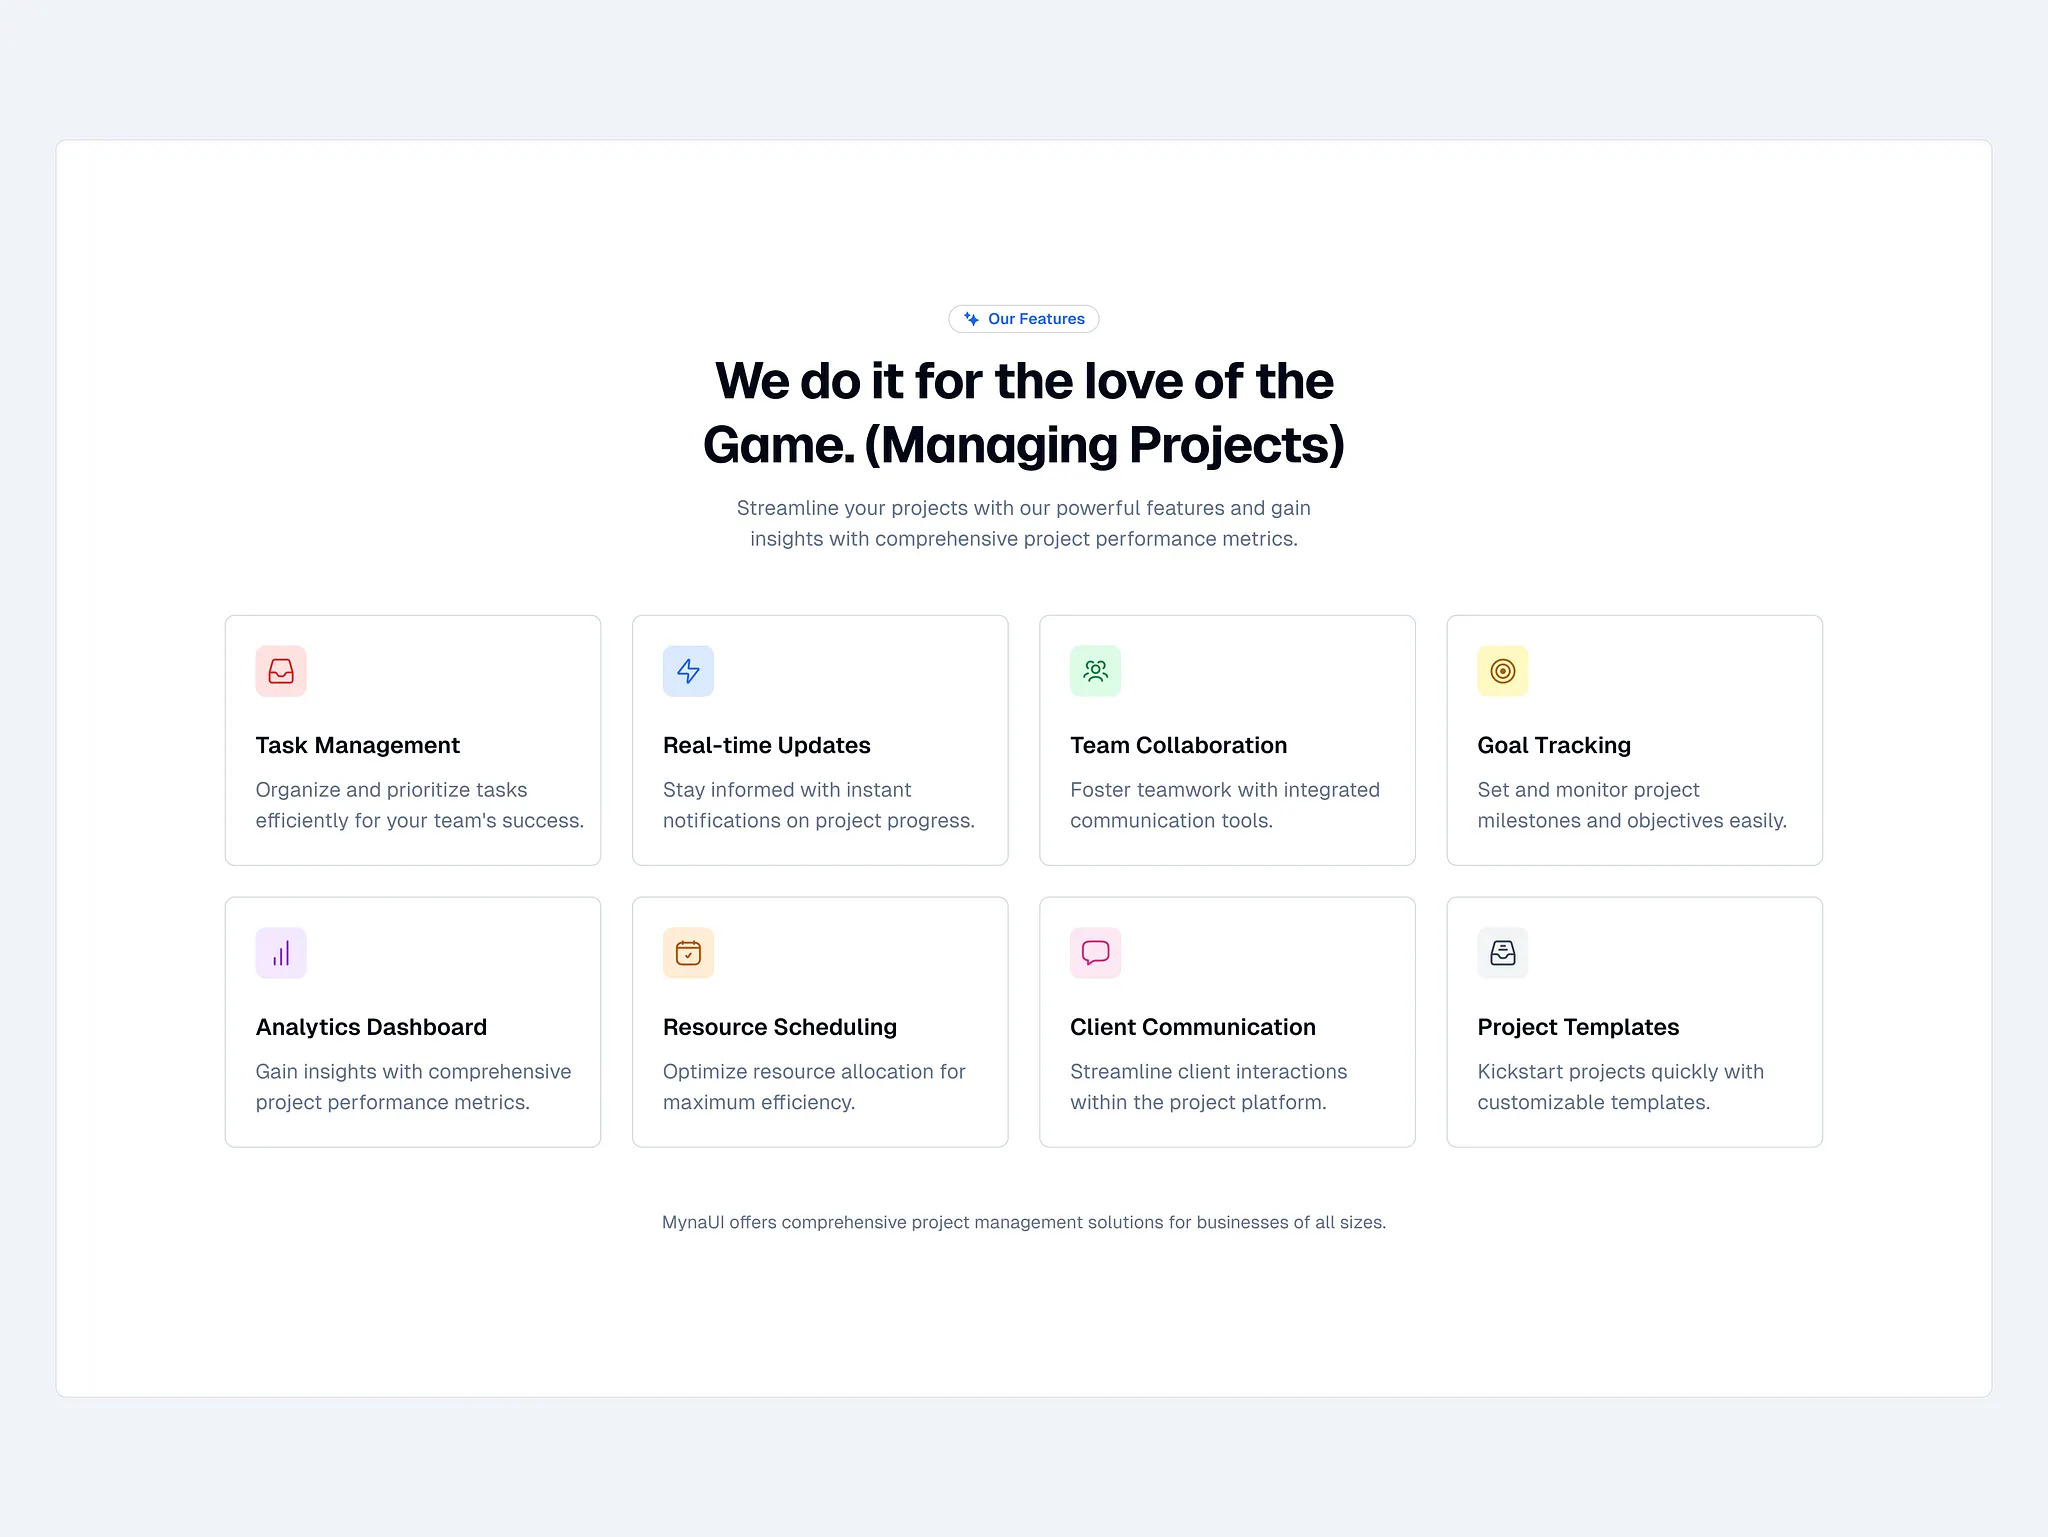 Our Features
We do it for the love of the
Game. (Managing Projects)
Streamline your projects with our powerful features and gain
insights with comprehensive project performance metrics.
Task Management
Organize and prioritize tasks
efficiently for your team's success.
Real-time Updates
Stay informed with instant
notifications on project progress.
Team Collaboration
Foster teamwork with integrated
communication tools.
Goal Tracking
Set and monitor project
milestones and objectives easily.
Analytics Dashboard
Gain insights with comprehensive
project performance metrics.
Resource Scheduling
Optimize resource allocation for
maximum efficiency.
Client Communication
Streamline client interactions
within the project platform.
Project Templates
Kickstart projects quickly with
customizable templates.
MynaUI offers comprehensive project management solutions for businesses of all sizes.